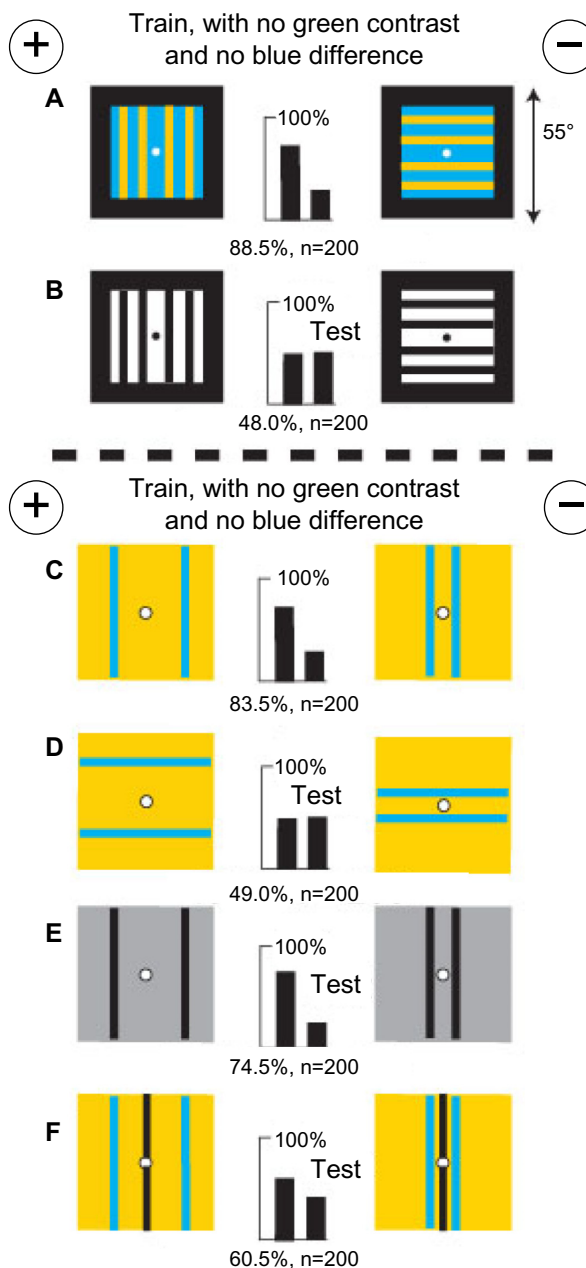 Train, with no green contrast
and no blue difference
+
−
A
100%
55°
88.5%, n=200
B
100%
Test
48.0%, n=200
Train, with no green contrast
and no blue difference
+
−
C
100%
83.5%, n=200
D
100%
Test
49.0%, n=200
E
100%
Test
74.5%, n=200
F
100%
Test
60.5%, n=200